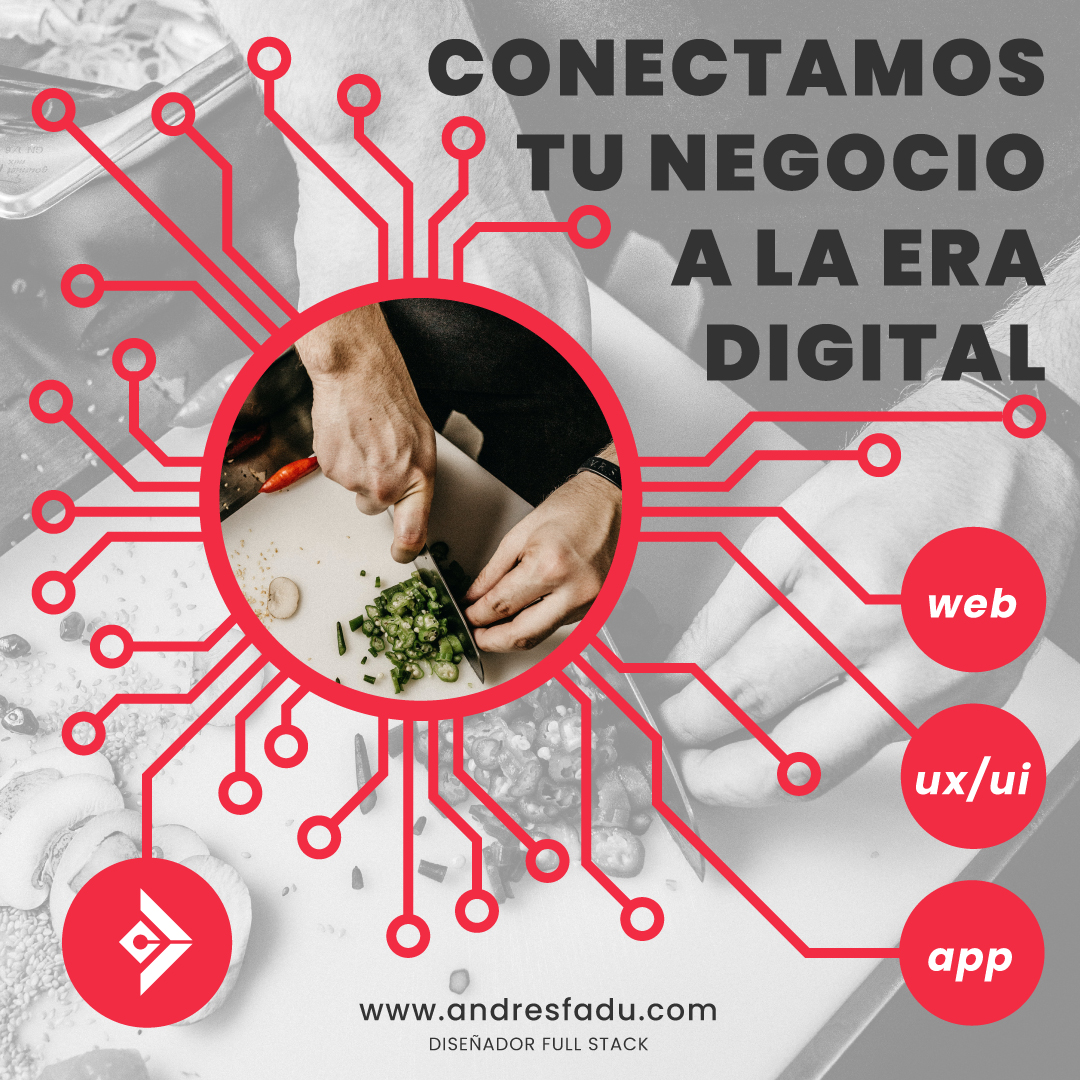 CONECTAMOS
TU NEGOCIO
A LA ERA
DIGITAL
web
ux/ui
app
www.andresfadu.com
DISEÑADOR FULL STACK